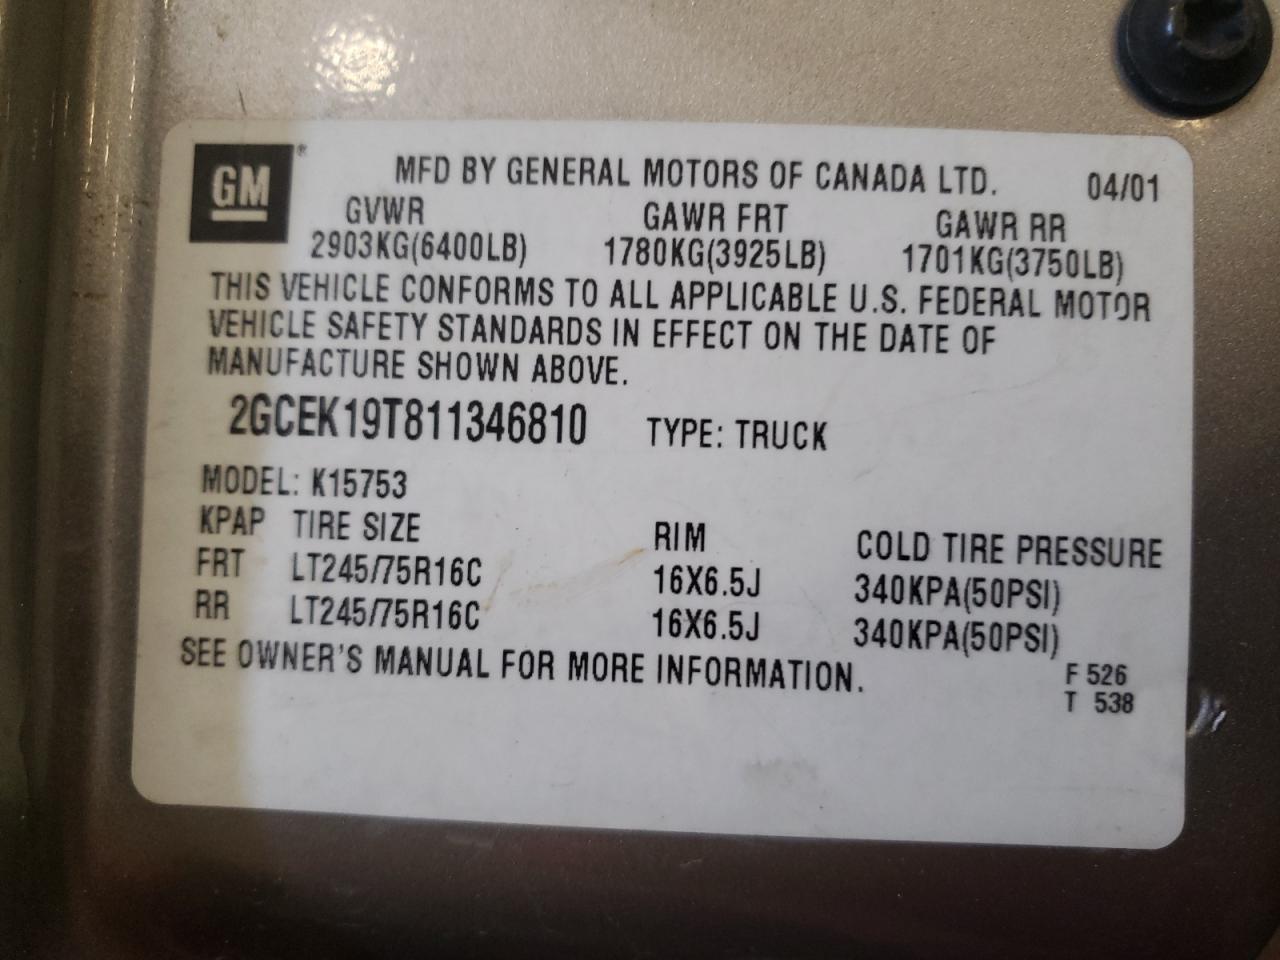 GM® MFD BY GENERAL MOTORS OF CANADA LTD. 04/01
GVWR GAWR FRT GAWR RR
2903KG(6400LB) 1780KG(3925LB) 1701KG(3750LB)
THIS VEHICLE CONFORMS TO ALL APPLICABLE U.S. FEDERAL MOTOR
VEHICLE SAFETY STANDARDS IN EFFECT ON THE DATE OF
MANUFACTURE SHOWN ABOVE.
2GCEK19T811346810 TYPE: TRUCK
MODEL: K15753
KPAP TIRE SIZE RIM COLD TIRE PRESSURE
FRT LT245/75R16C 16X6.5J 340KPA(50PSI)
RR LT245/75R16C 16X6.5J 340KPA(50PSI)
SEE OWNER'S MANUAL FOR MORE INFORMATION.
F 526
T 538